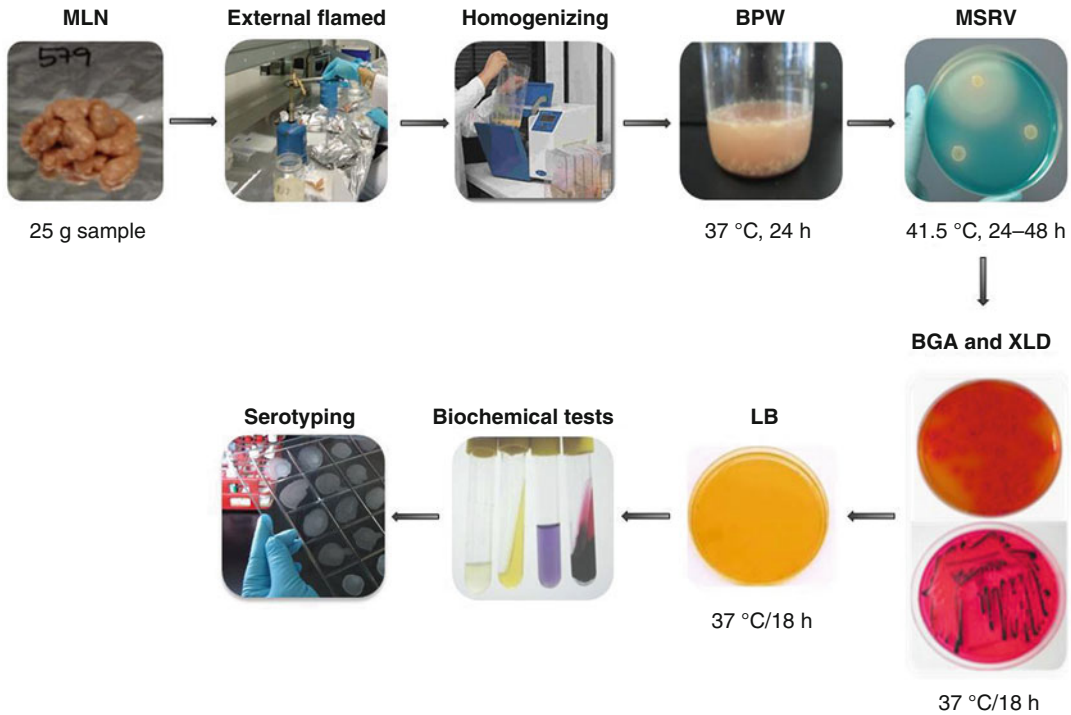 MLN
External flamed
Homogenizing
BPW
MSRV
579
25 g sample
37 °C, 24 h
41.5 °C, 24–48 h
BGA and XLD
Serotyping
Biochemical tests
LB
37 °C/18 h
37 °C/18 h